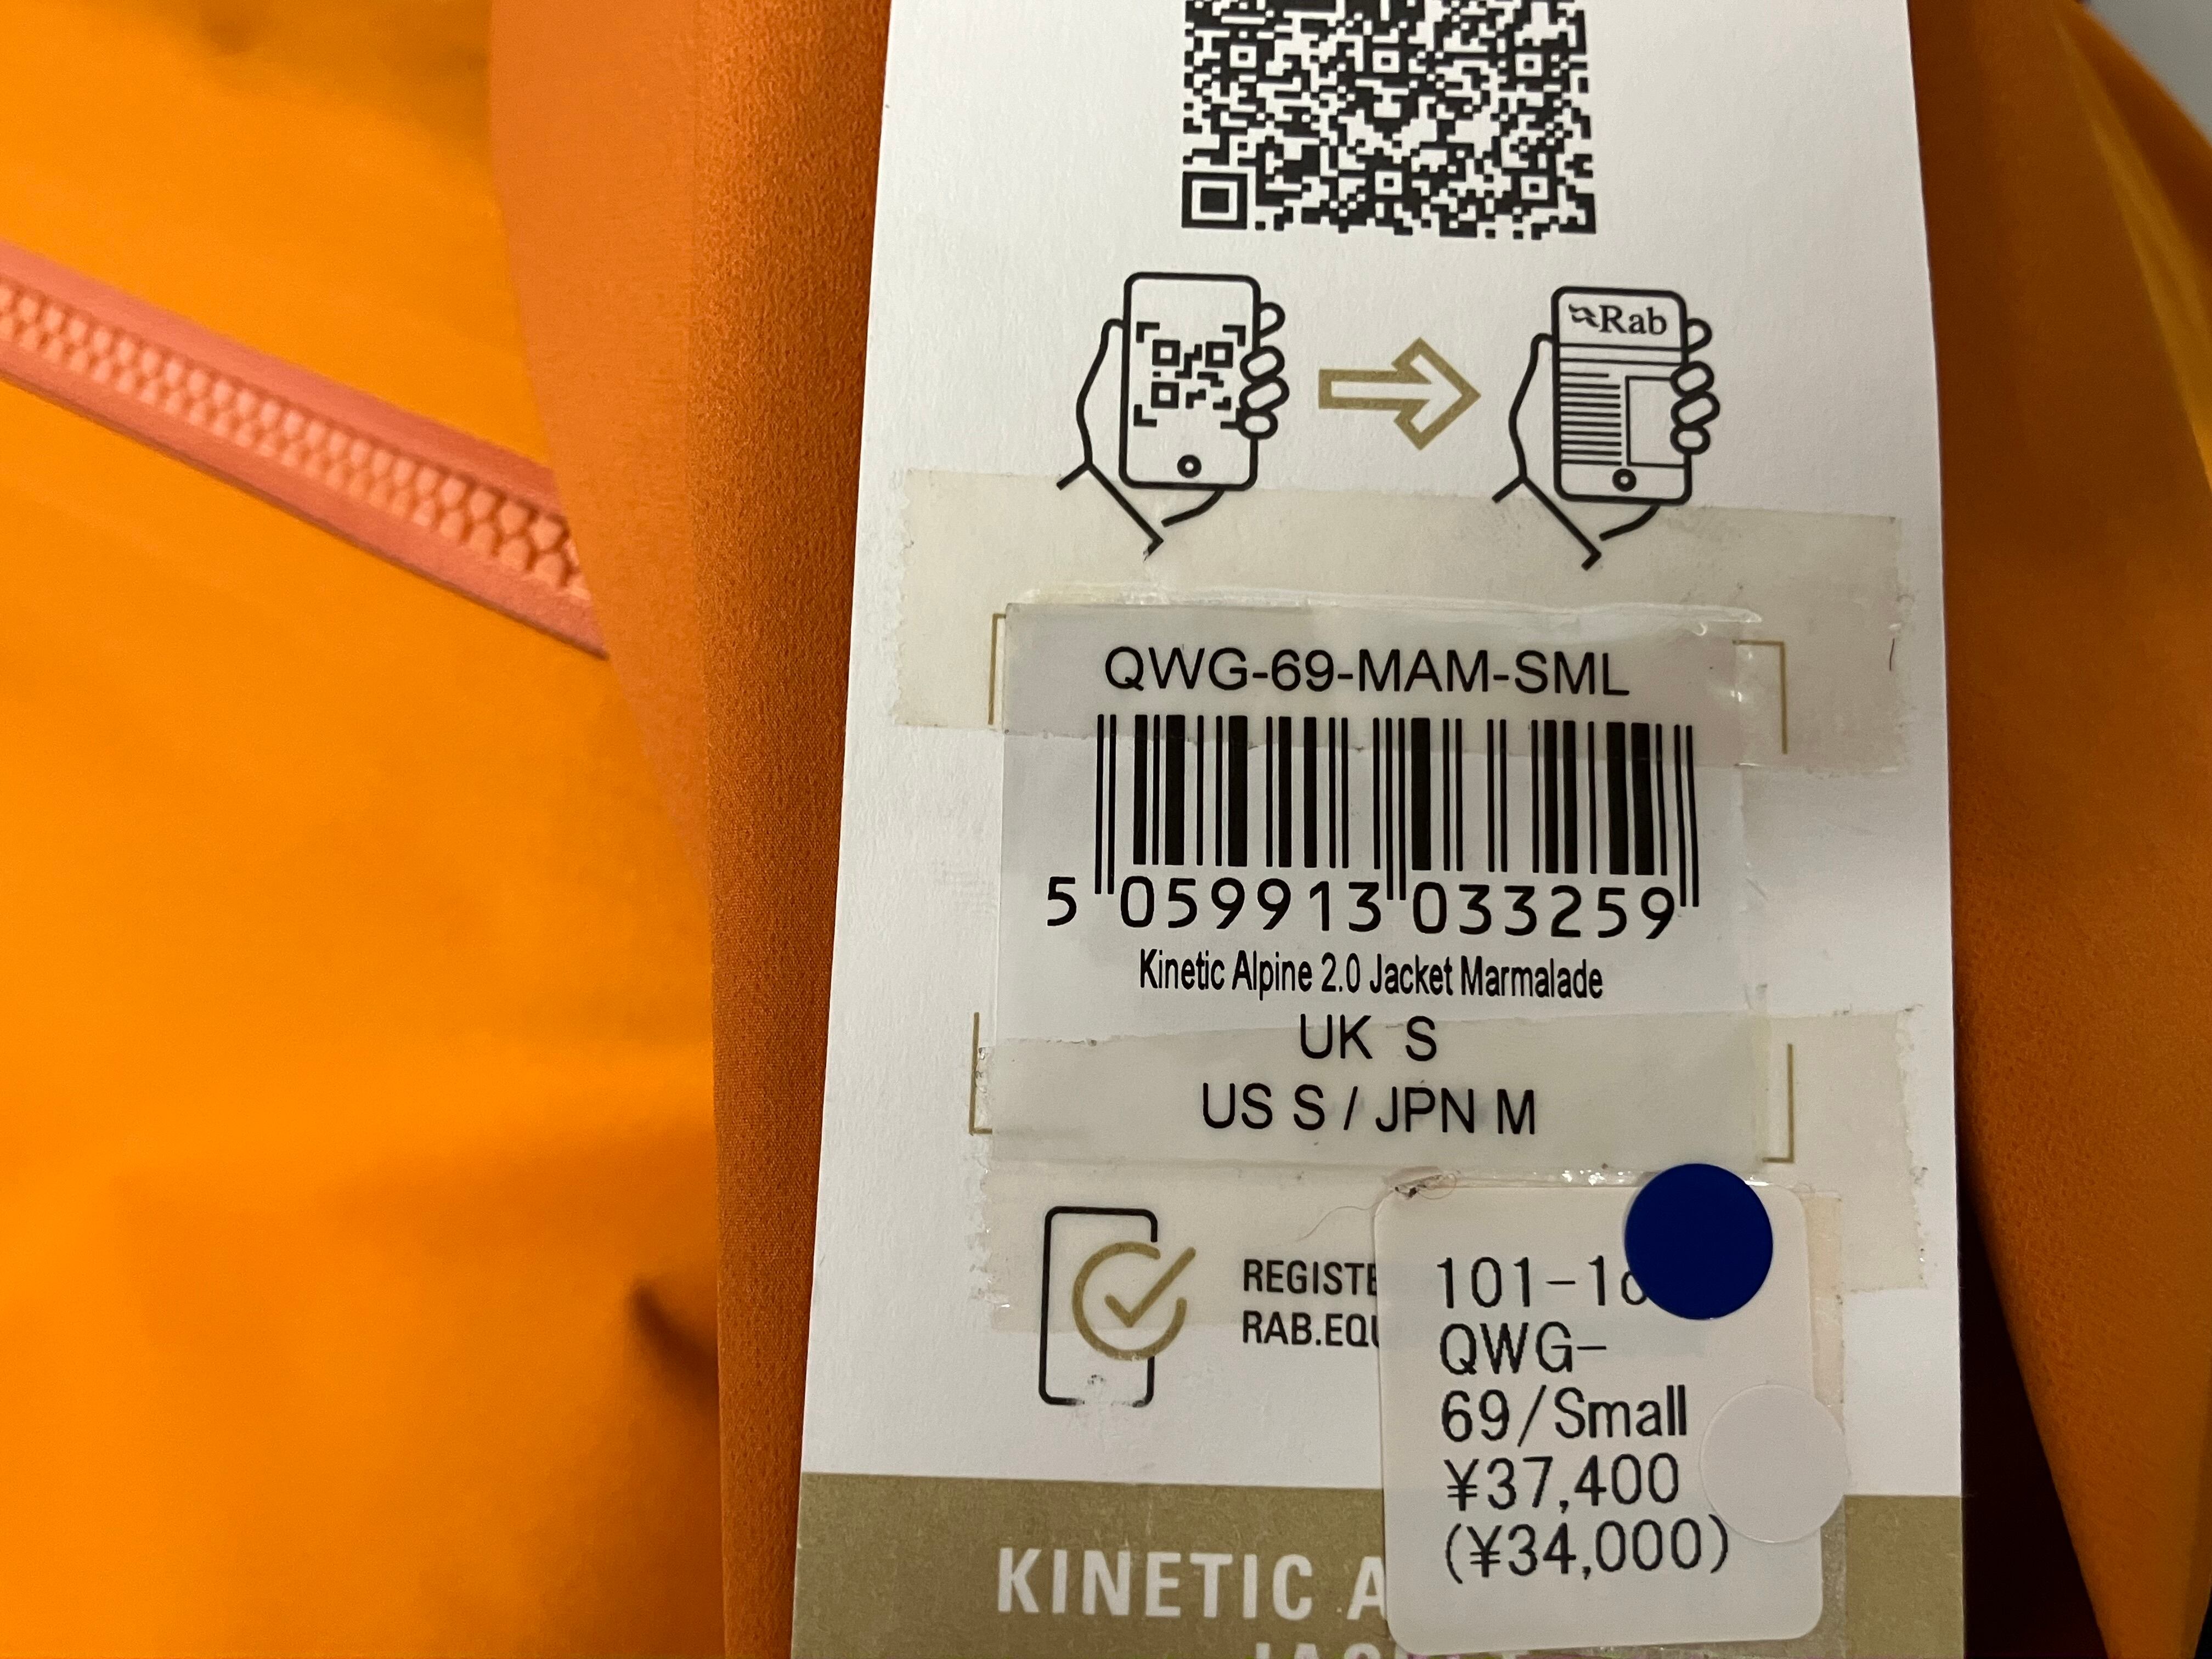 Rab
QWG-69-MAM-SML
5 059913 033259
Kinetic Alpine 2.0 Jacket Marmalade
UK S
US S / JPN M
REGISTE
RAB.EQU
101-1
QWG-
69/Small
¥37,400
(¥34,000)
KINETIC A